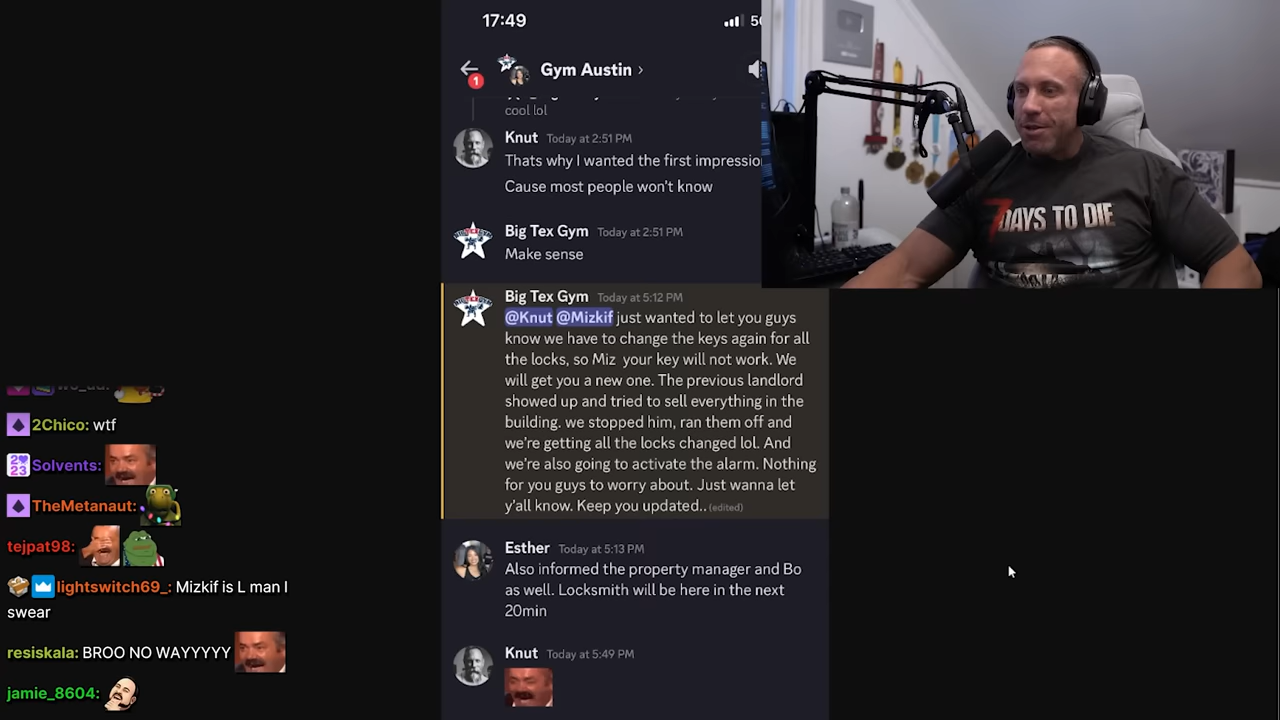 17:49
Gym Austin
1
cool lol
Knut Today at 2:51 PM
Thats why I wanted the first
Cause most people won't know
Big Tex Gym Today at 2:51 PM
Make sense
Big Tex Gym Today at 5:12 PM
@Knut @Mizkif just wanted to let you guys
know we have to change the keys again for all
the locks, so Miz your key will not work. We
will get you a new one. The previous landlord
showed up and tried to sell everything in the
building. we stopped him, ran them off and
we're getting all the locks changed lol. And
we're also going to activate the alarm. Nothing
for you guys to worry about. Just wanna let
y'all know. Keep you updated.. (edited)
Esther Today at 5:13 PM
Also informed the property manager and Bo
as well. Locksmith will be here in the next
20min
Knut Today at 5:49 PM
7 DAYS TO DIE
2Chico: wtf
Solvents:
TheMetanaut:
tejpat98:
lightswitch69_: Mizkif is L man I
swear
resiskala: BROO NO WAYYYYY
jamie_8604: